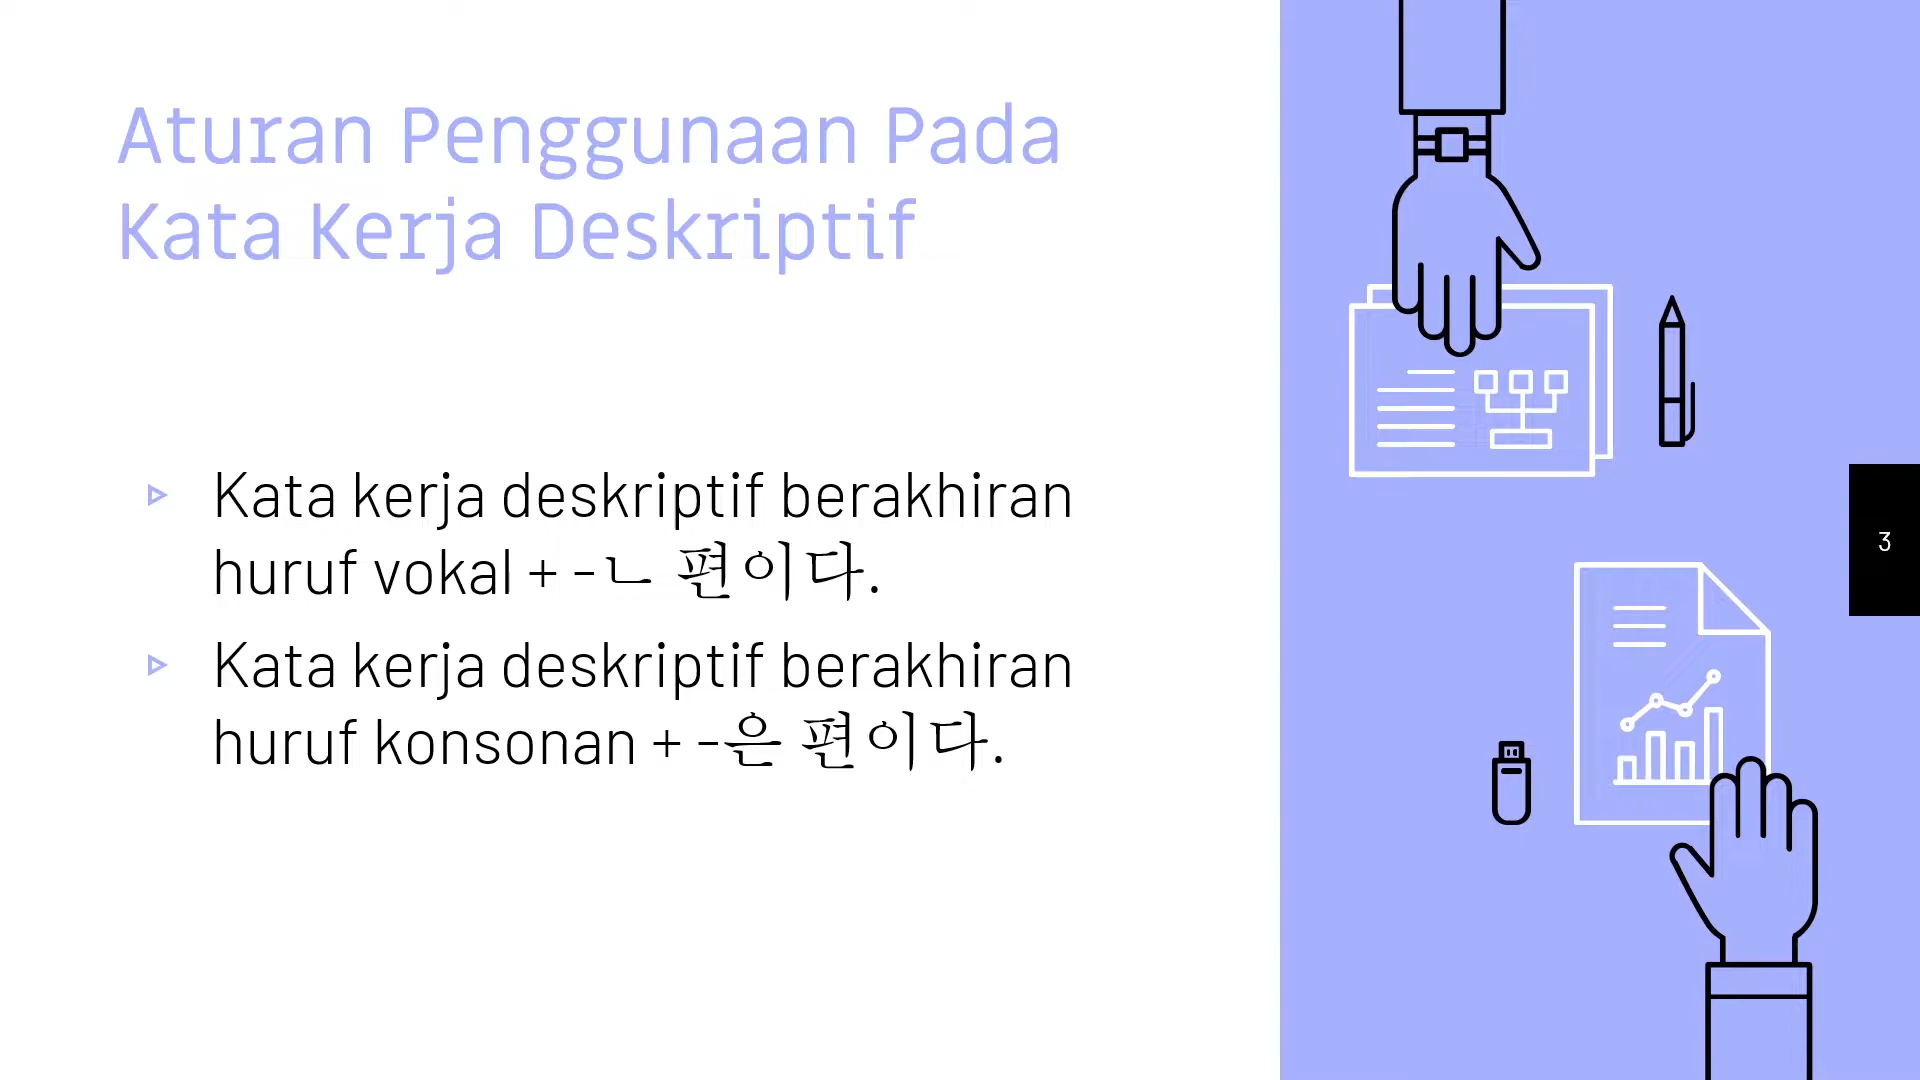 Aturan Penggunaan Pada
Kata Kerja Deskriptif
▹ Kata kerja deskriptif berakhiran
huruf vokal + -ㄴ 편이다.
▹ Kata kerja deskriptif berakhiran
huruf konsonan + -은 편이다.
3